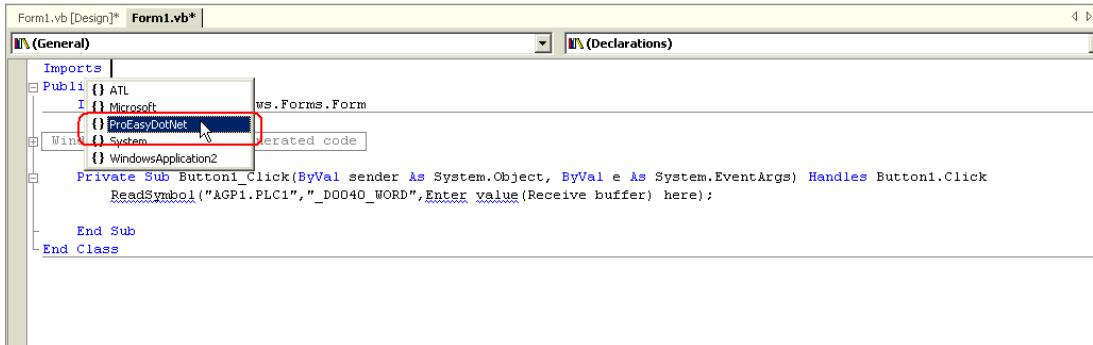 Form1.vb [Design]* Form1.vb*
(General) (Declarations)
Imports
Publi
{} ATL
I {} Microsoft ws.Forms.Form
{} ProEasyDotNet
Wind {} System erated code
{} WindowsApplication2
Private Sub Button1_Click(ByVal sender As System.Object, ByVal e As System.EventArgs) Handles Button1.Click
ReadSymbol("AGP1.PLC1","_D0040_WORD",Enter value(Receive buffer) here);
End Sub
End Class